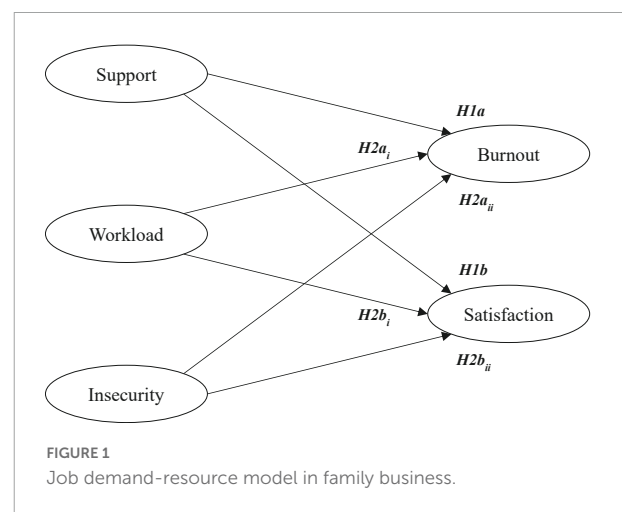 Support
H1a
H2aᵢ
Burnout
H2aᵢᵢ
Workload
H1b
H2bᵢ
Satisfaction
H2bᵢᵢ
Insecurity
FIGURE 1
Job demand-resource model in family business.